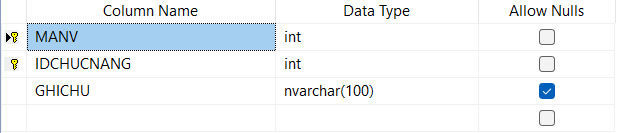 Column Name Data Type Allow Nulls
MANV int
IDCHUCNANG int
GHICHU nvarchar(100)